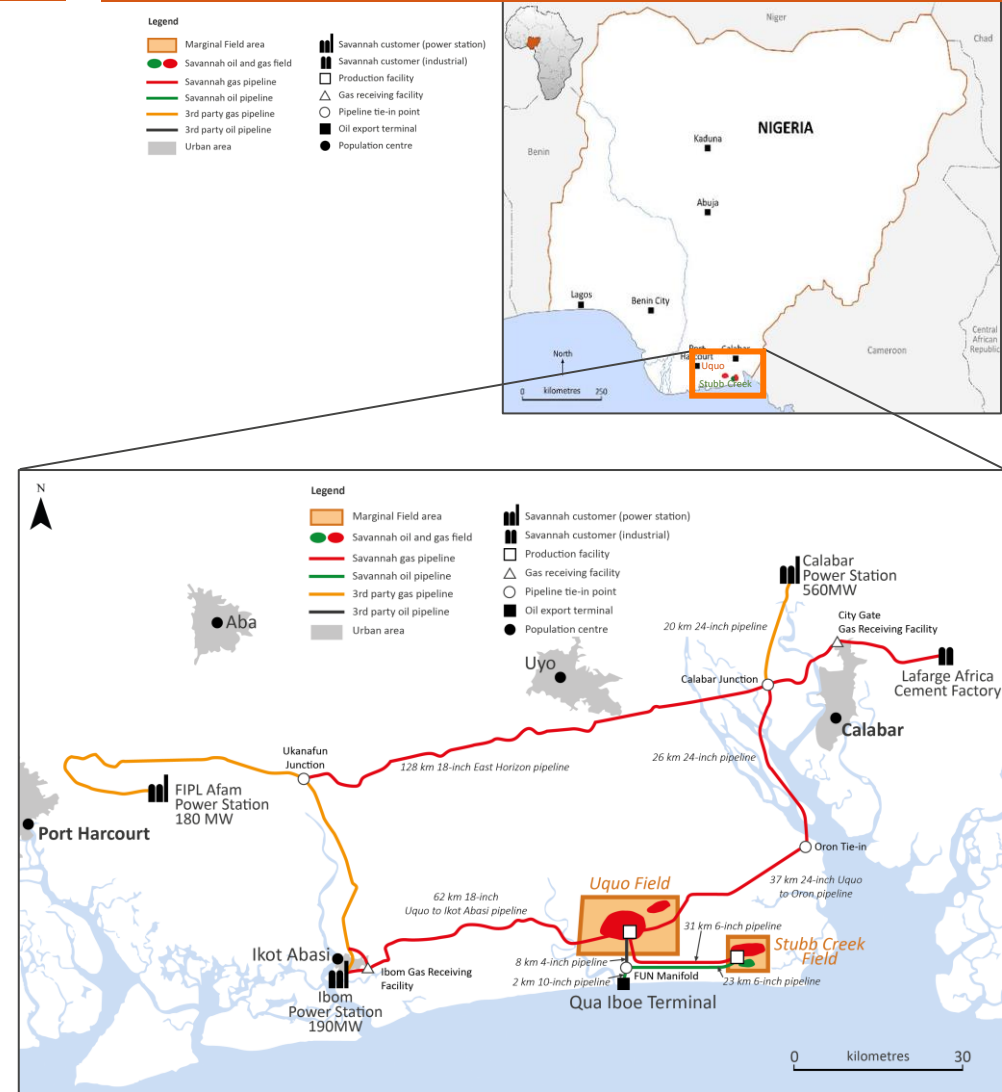 Legend
Marginal Field area
Savannah oil and gas field
Savannah gas pipeline
Savannah oil pipeline
3rd party gas pipeline
3rd party oil pipeline
Urban area
Savannah customer (power station)
Savannah customer (industrial)
Production facility
Gas receiving facility
Pipeline tie-in point
Oil export terminal
Population centre
Niger
Chad
NIGERIA
Kaduna
Benin
Abuja
Lagos
Benin City
Port
Harcourt
Calabar
Uquo
Stubb Creek
Cameroon
Central
African
Republic
North
0 kilometres 250
N
Legend
Marginal Field area
Savannah oil and gas field
Savannah gas pipeline
Savannah oil pipeline
3rd party gas pipeline
3rd party oil pipeline
Urban area
Savannah customer (power station)
Savannah customer (industrial)
Production facility
Gas receiving facility
Pipeline tie-in point
Oil export terminal
Population centre
Calabar
Power Station
560MW
City Gate
Gas Receiving Facility
20 km 24-inch pipeline
Aba
Uyo
Calabar Junction
Lafarge Africa
Cement Factory
Calabar
Ukanafun
Junction
128 km 18-inch East Horizon pipeline
26 km 24-inch pipeline
FIPL Afam
Power Station
180 MW
Port Harcourt
Oron Tie-in
Uquo Field
37 km 24-inch Uquo
to Oron pipeline
62 km 18-inch
Uquo to Ikot Abasi pipeline
31 km 6-inch pipeline
Stubb Creek
Field
Ikot Abasi
Ibom Gas Receiving
Facility
8 km 4-inch pipeline
FUN Manifold
2 km 10-inch pipeline
23 km 6-inch pipeline
Ibom
Power Station
190MW
Qua Iboe Terminal
0 kilometres 30